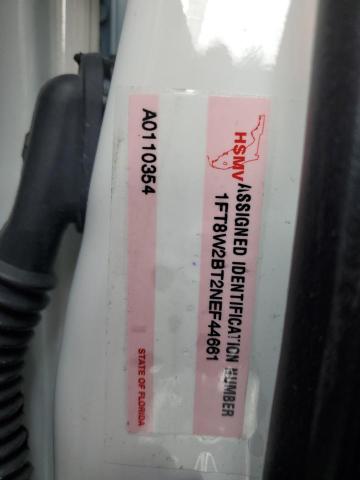 HSMV
ASSIGNED IDENTIFICATION NUMBER
1FT8W2BT2NEF44661
A0110354
STATE OF FLORIDA